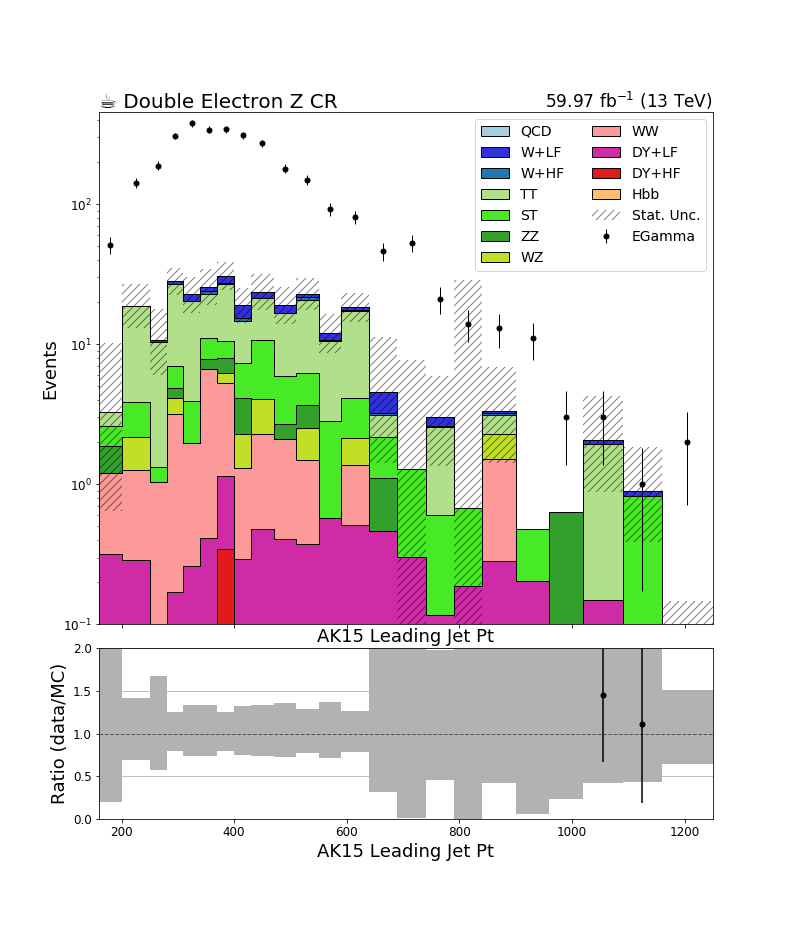 ☕ Double Electron Z CR
59.97 fb⁻¹ (13 TeV)
QCD
W+LF
W+HF
TT
ST
ZZ
WZ
WW
DY+LF
DY+HF
Hbb
Stat. Unc.
EGamma
Events
10²
10¹
10⁰
10⁻¹
AK15 Leading Jet Pt
Ratio (data/MC)
2.0
1.5
1.0
0.5
0.0
200 400 600 800 1000 1200
AK15 Leading Jet Pt